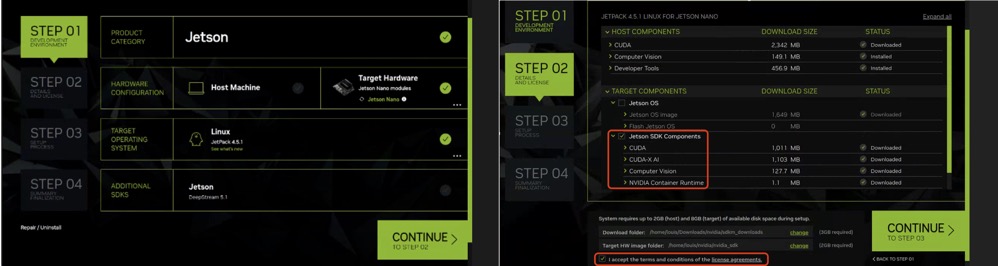 STEP 01
DEVELOPMENT
ENVIRONMENT
STEP 02
DETAILS
AND LICENSE
STEP 03
SETUP
PROCESS
STEP 04
SUMMARY
FINALIZATION
Repair / Uninstall
PRODUCT
CATEGORY
Jetson
HARDWARE
CONFIGURATION
Host Machine
Target Hardware
Jetson Nano modules
Jetson Nano
TARGET
OPERATING
SYSTEM
Linux
JetPack 4.5.1
See what's new
ADDITIONAL
SDKS
Jetson
DeepStream 5.1
CONTINUE
TO STEP 02
STEP 01
DEVELOPMENT
ENVIRONMENT
STEP 02
DETAILS
AND LICENSE
STEP 03
SETUP
PROCESS
STEP 04
SUMMARY
FINALIZATION
JETPACK 4.5.1 LINUX FOR JETSON NANO Expand all
HOST COMPONENTS DOWNLOAD SIZE STATUS
CUDA 2,342 MB Downloaded
Computer Vision 149.1 MB Installed
Developer Tools 456.9 MB Installed
TARGET COMPONENTS DOWNLOAD SIZE STATUS
Jetson OS
Jetson OS image 1,649 MB Downloaded
Flash Jetson OS 0 MB
Jetson SDK Components
CUDA 1,011 MB Downloaded
CUDA-X AI 1,103 MB Downloaded
Computer Vision 127.7 MB Downloaded
NVIDIA Container Runtime 1.1 MB Downloaded
System requires up to 2GB (host) and 8GB (target) of available disk space during setup.
Download folder: /home/louis/Downloads/nvidia/sdkm_downloads change (3GB required)
Target HW image folder: /home/louis/nvidia/nvidia_sdk change (2GB required)
I accept the terms and conditions of the license agreements.
CONTINUE
TO STEP 03
< BACK TO STEP 01